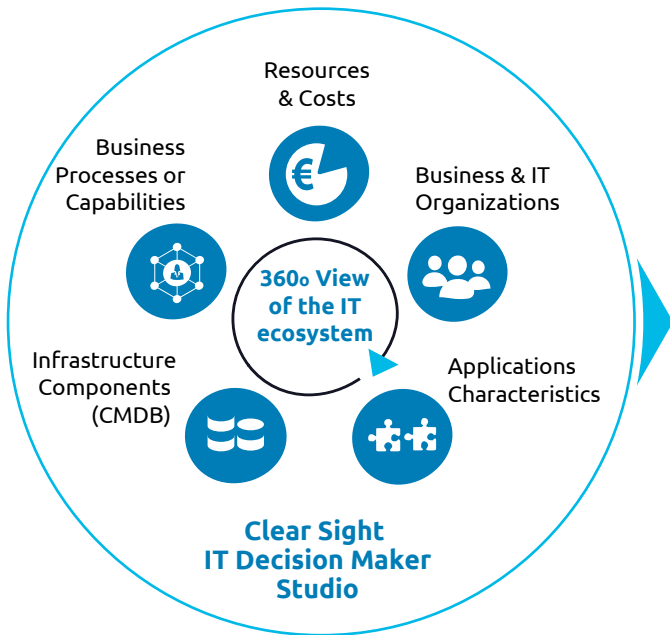 Resources
& Costs
Business
Processes or
Capabilities
Business & IT
Organizations
€
360o View
of the IT
ecosystem
Infrastructure
Components
(CMDB)
Applications
Characteristics
Clear Sight
IT Decision Maker
Studio